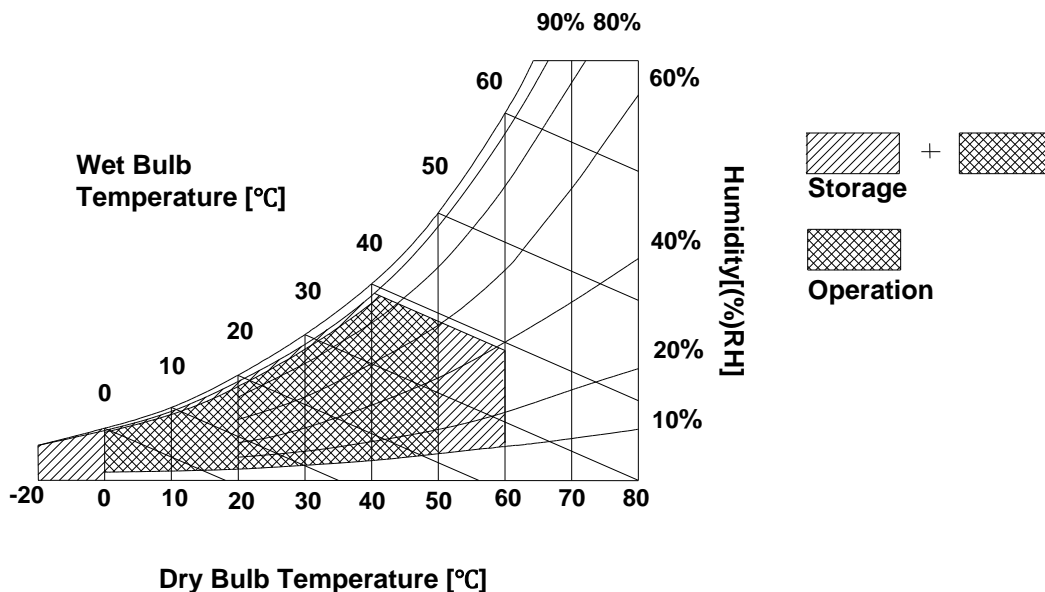 90% 80%
60
60%
50
Wet Bulb
Temperature [℃]
+
Storage
40
40%
Humidity[(%)RH]
30
Operation
20
20%
10
0
10%
-20 0 10 20 30 40 50 60 70 80
Dry Bulb Temperature [℃]